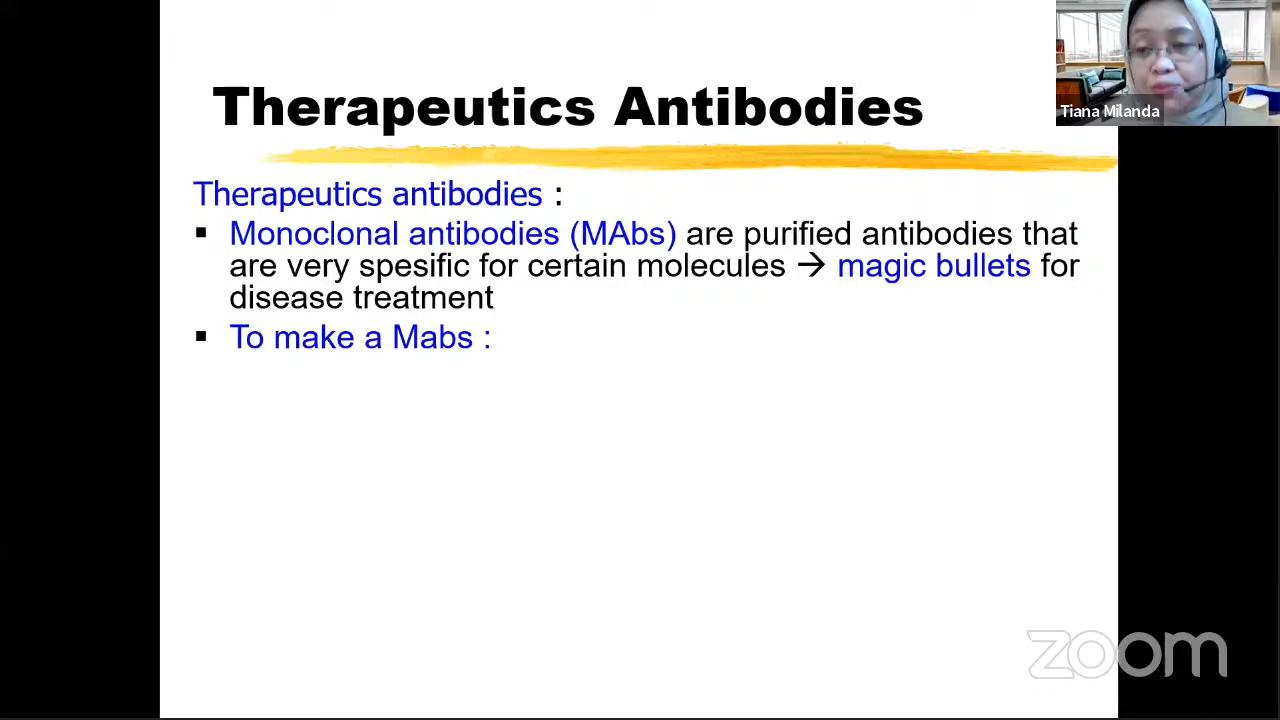 Therapeutics Antibodies
Tiana Milanda
Therapeutics antibodies :
▪ Monoclonal antibodies (MAbs) are purified antibodies that
are very spesific for certain molecules → magic bullets for
disease treatment
▪ To make a Mabs :
zoom